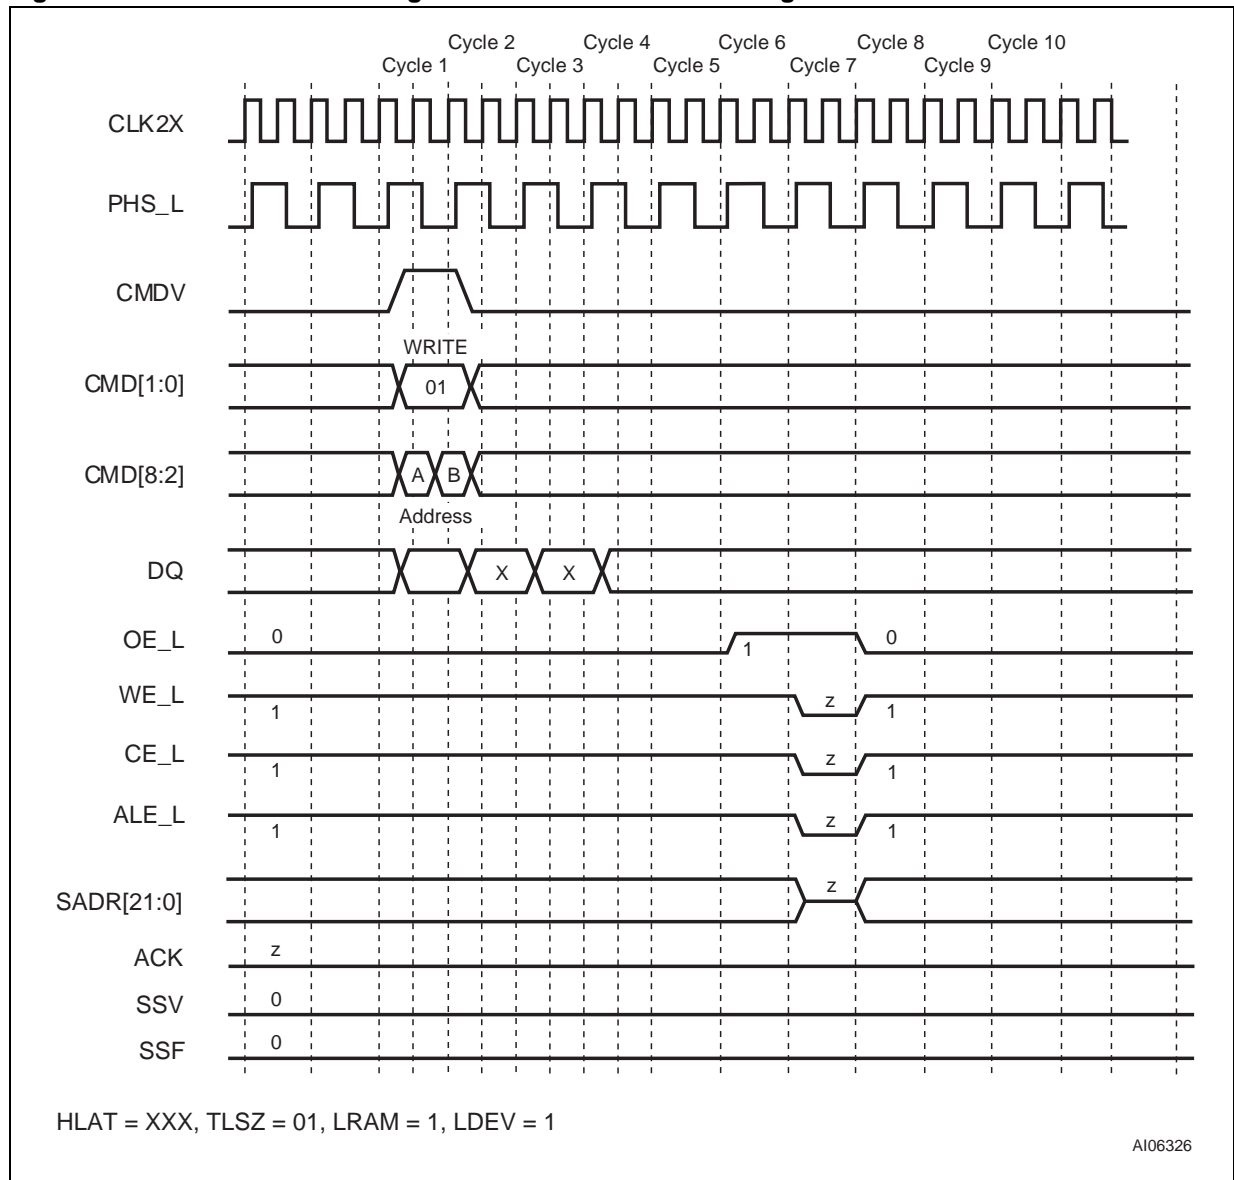 Cycle 2 Cycle 4 Cycle 6 Cycle 8 Cycle 10
Cycle 1 Cycle 3 Cycle 5 Cycle 7 Cycle 9
CLK2X
PHS_L
CMDV
WRITE
CMD[1:0] 01
CMD[8:2] A B
Address
DQ X X
OE_L 0 1 0
WE_L 1 z 1
CE_L 1 z 1
ALE_L 1 z 1
SADR[21:0] z
ACK z
SSV 0
SSF 0
HLAT = XXX, TLSZ = 01, LRAM = 1, LDEV = 1
AI06326